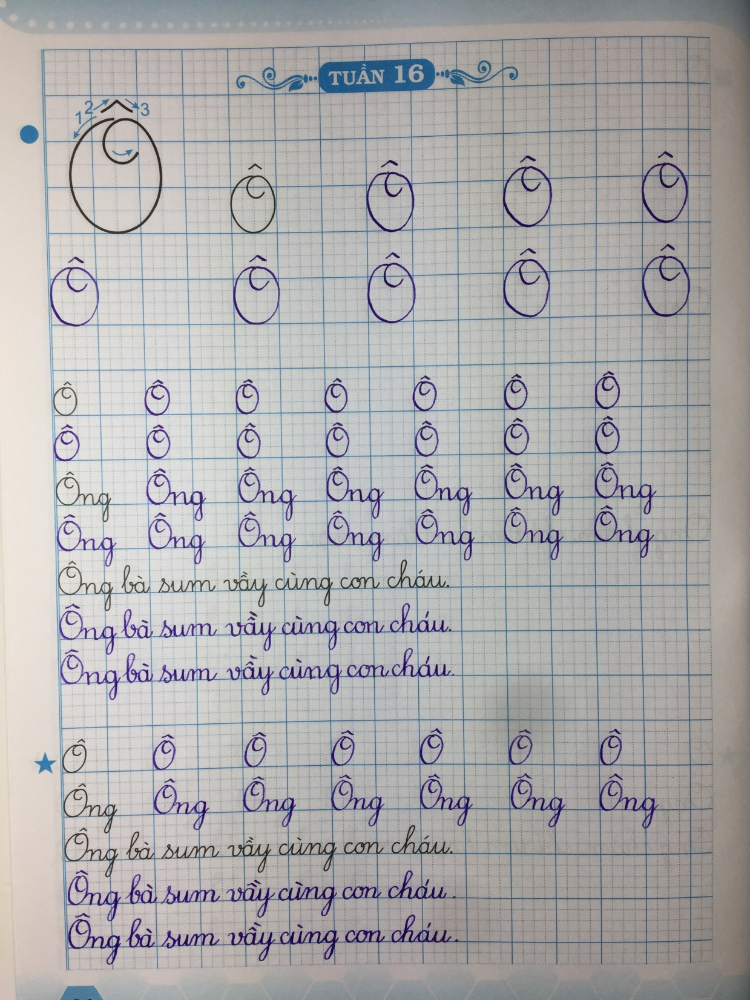 TUẦN 16
1 2 3
Ô Ô Ô Ô Ô
Ô Ô Ô Ô Ô
Ô Ô Ô Ô Ô Ô Ô
Ô Ô Ô Ô Ô Ô Ô
Ông Ông Ông Ông Ông Ông Ông
Ông Ông Ông Ông Ông Ông Ông
Ông bà sum vầy cùng con cháu.
Ông bà sum vầy cùng con cháu.
Ông bà sum vầy cùng con cháu.
Ô Ô Ô Ô Ô Ô Ô
Ông Ông Ông Ông Ông Ông Ông
Ông bà sum vầy cùng con cháu.
Ông bà sum vầy cùng con cháu.
Ông bà sum vầy cùng con cháu.